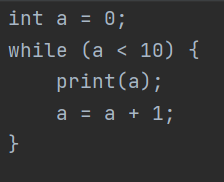 int a = 0;
while (a < 10) {
    print(a);
    a = a + 1;
}